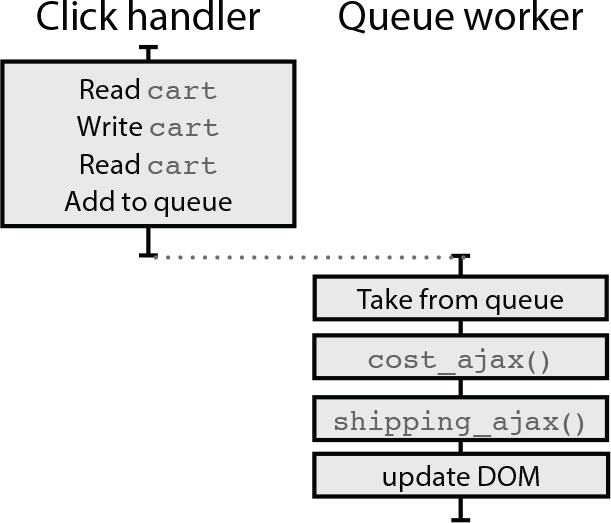 Click handler
Queue worker
Read cart
Write cart
Read cart
Add to queue
Take from queue
cost_ajax()
shipping_ajax()
update DOM